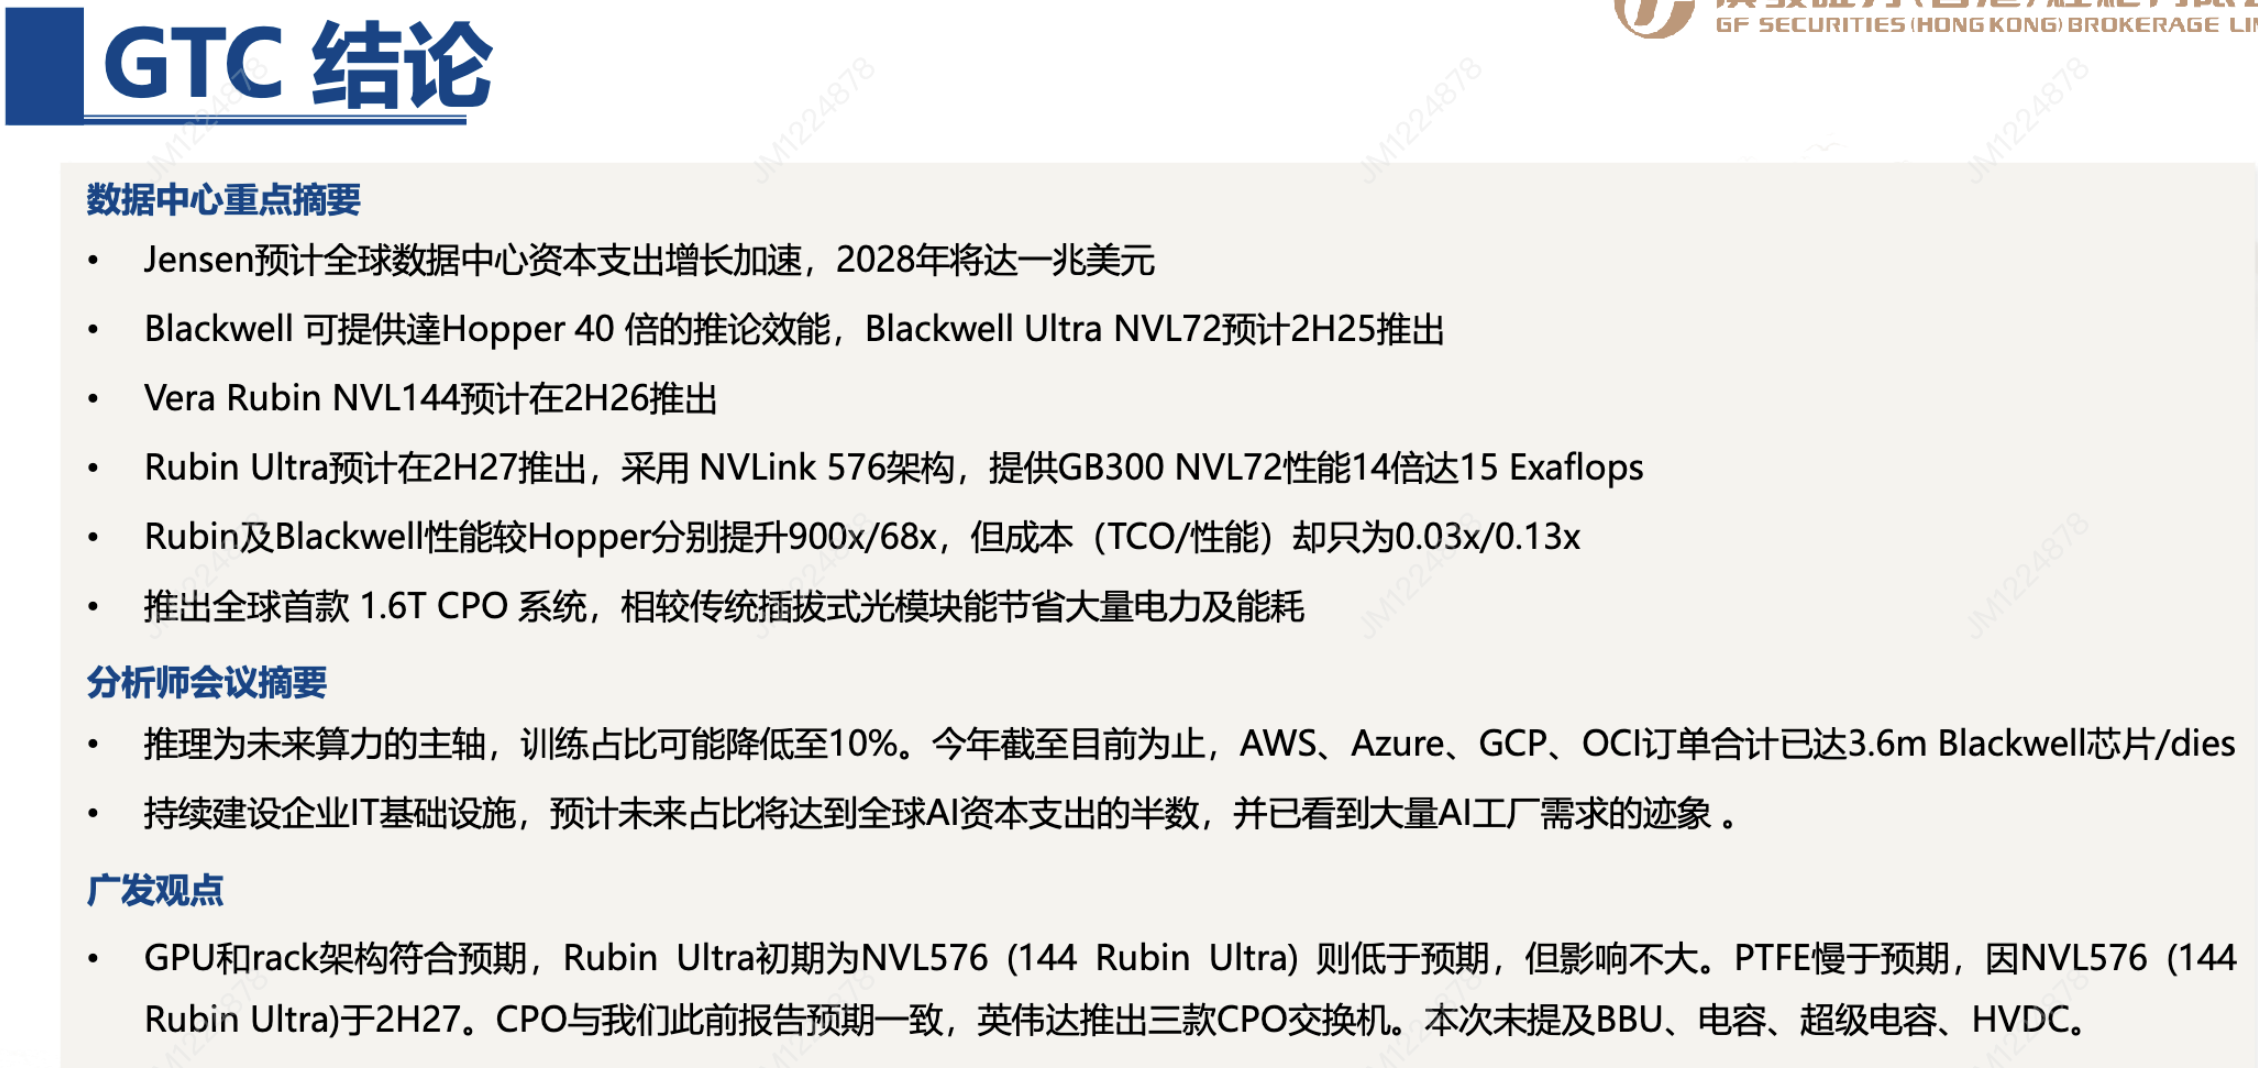 GF SECURITIES (HONG KONG) BROKERAGE
GTC 结论
数据中心重点摘要
• Jensen预计全球数据中心资本支出增长加速，2028年将达一兆美元
• Blackwell 可提供達Hopper 40 倍的推论效能，Blackwell Ultra NVL72预计2H25推出
• Vera Rubin NVL144预计在2H26推出
• Rubin Ultra预计在2H27推出，采用 NVLink 576架构，提供GB300 NVL72性能14倍达15 Exaflops
• Rubin及Blackwell性能较Hopper分别提升900x/68x，但成本（TCO/性能）却只为0.03x/0.13x
• 推出全球首款 1.6T CPO 系统，相较传统插拔式光模块能节省大量电力及能耗
分析师会议摘要
• 推理为未来算力的主轴，训练占比可能降低至10%。今年截至目前为止，AWS、Azure、GCP、OCI订单合计已达3.6m Blackwell芯片/dies
• 持续建设企业IT基础设施，预计未来占比将达到全球AI资本支出的半数，并已看到大量AI工厂需求的迹象 。
广发观点
• GPU和rack架构符合预期，Rubin Ultra初期为NVL576 (144 Rubin Ultra) 则低于预期，但影响不大。PTFE慢于预期，因NVL576 (144
Rubin Ultra)于2H27。CPO与我们此前报告预期一致，英伟达推出三款CPO交换机。本次未提及BBU、电容、超级电容、HVDC。
JM1224878
JM1224878
JM1224878
JM1224878
JM1224878
JM1224878
JM1224878
JM1224878